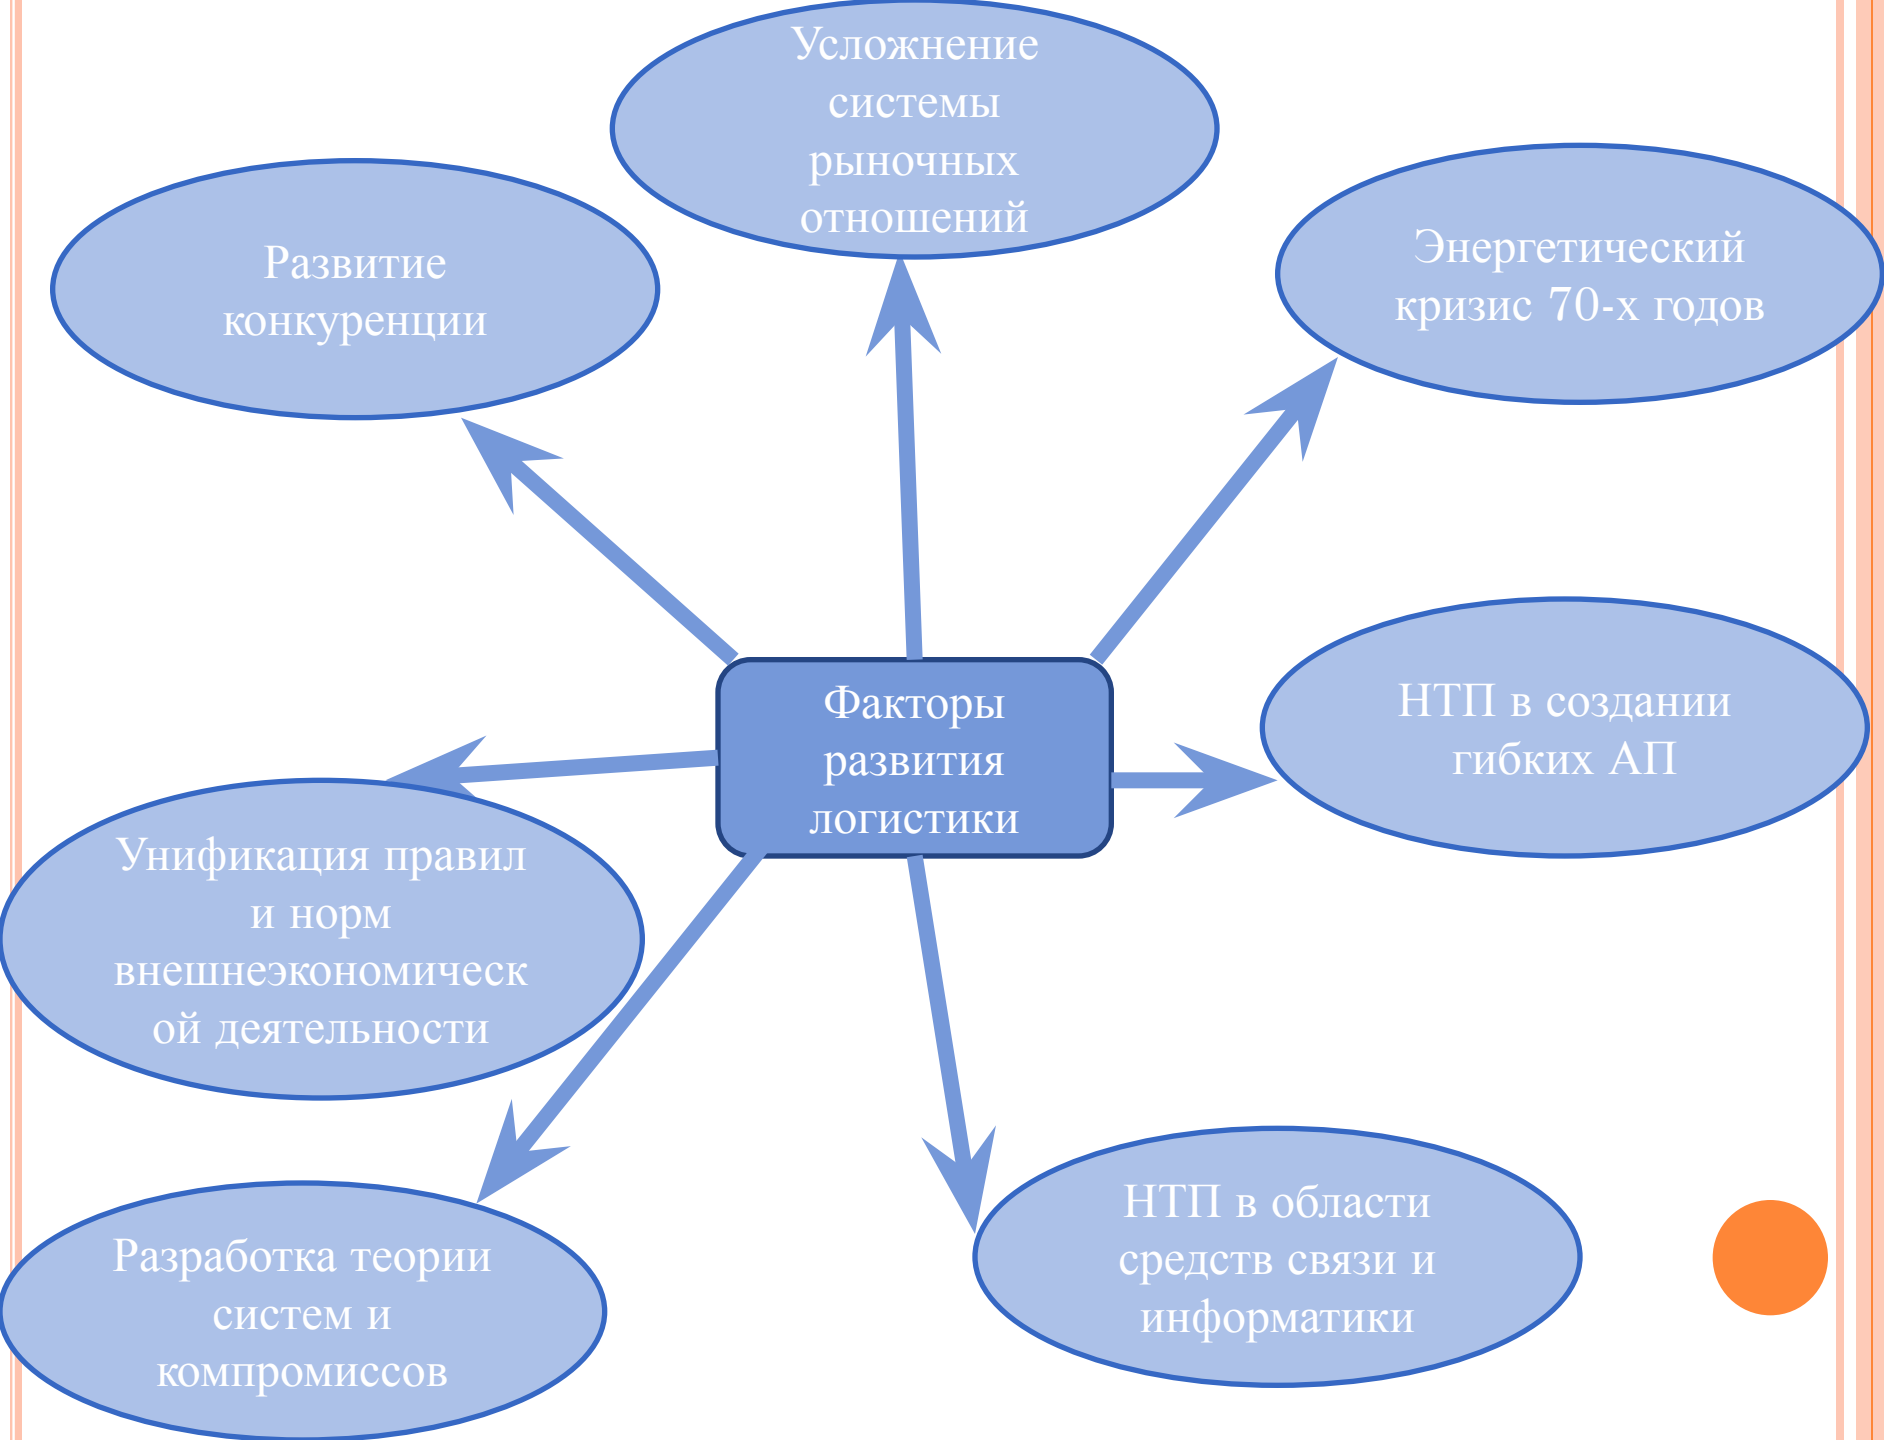 Усложнение
системы
рыночных
отношений
Развитие
конкуренции
Энергетический
кризис 70-х годов
Факторы
развития
логистики
НТП в создании
гибких АП
Унификация правил
и норм
внешнеэкономическ
ой деятельности
НТП в области
средств связи и
информатики
Разработка теории
систем и
компромиссов